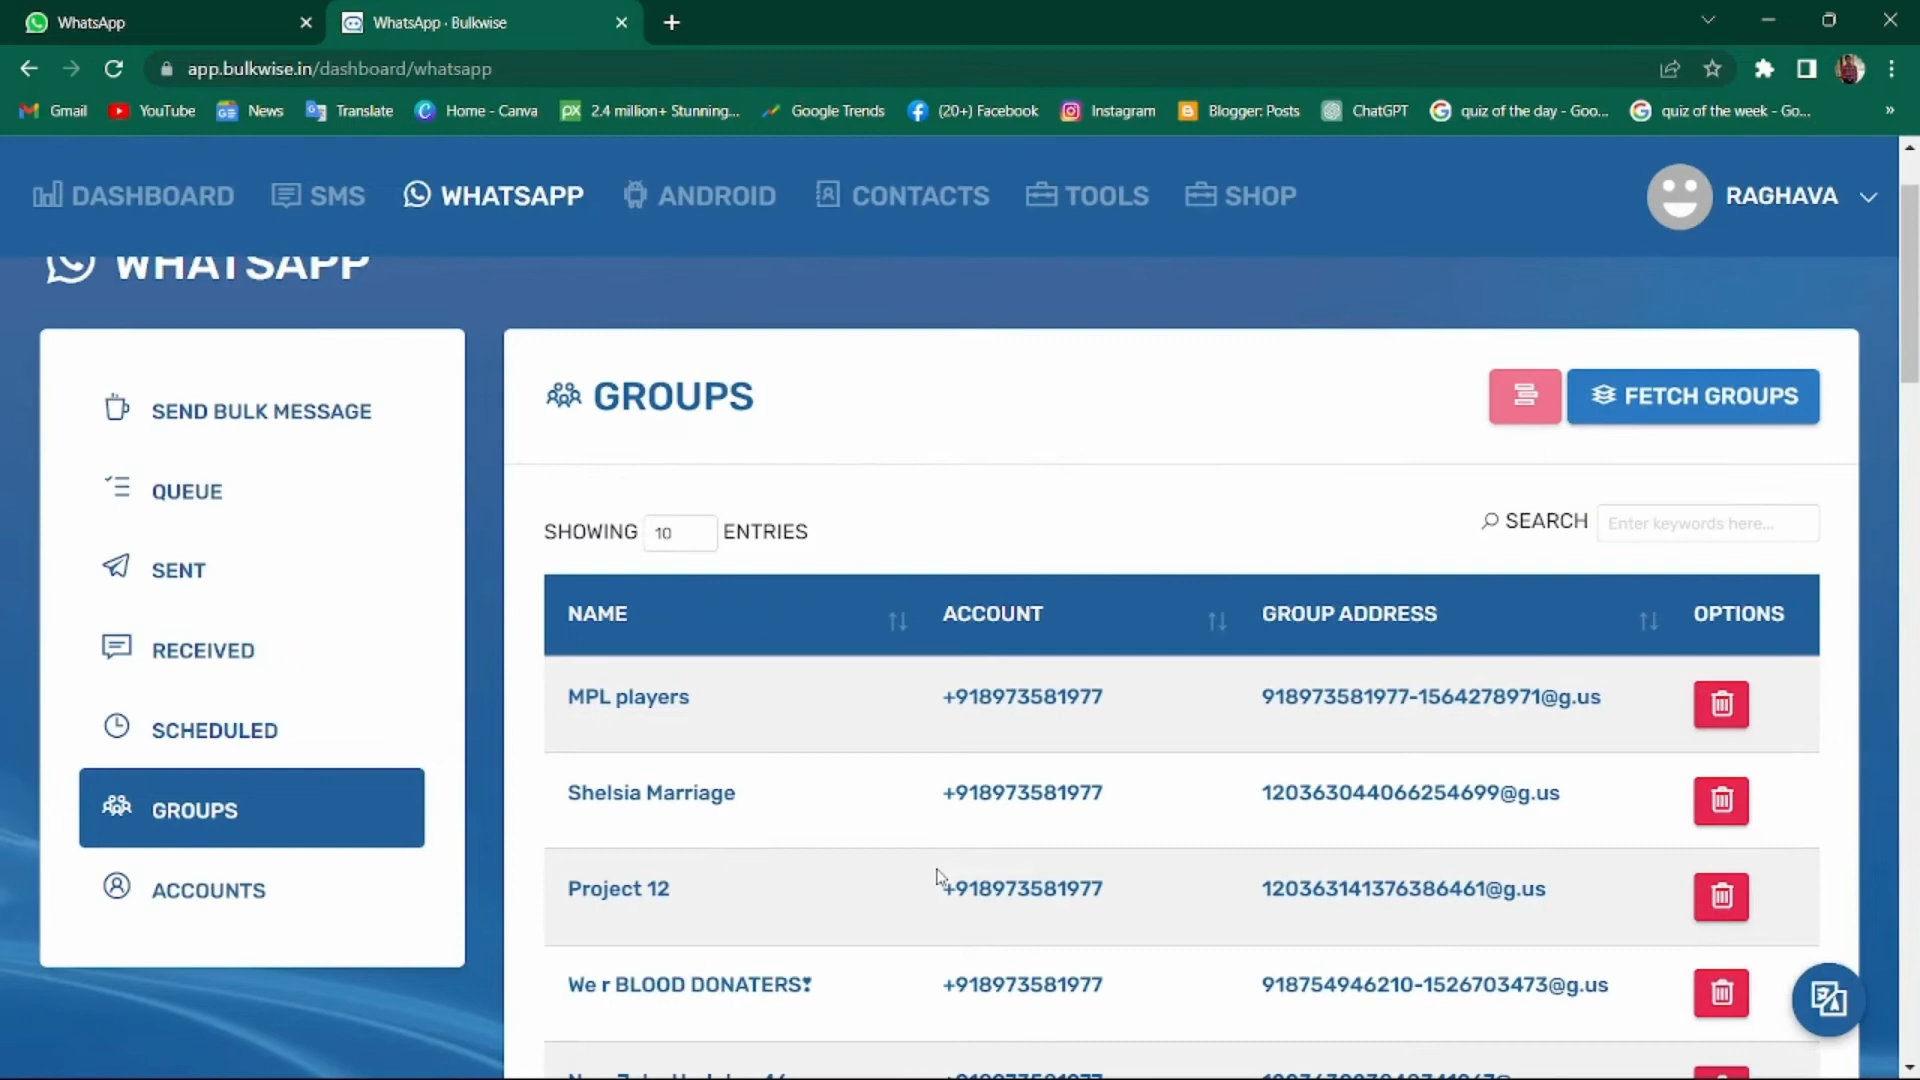 WhatsApp
WhatsApp · Bulkwise
app.bulkwise.in/dashboard/whatsapp
Gmail
YouTube
News
Translate
Home - Canva
2.4 million+ Stunning...
Google Trends
(20+) Facebook
Instagram
Blogger: Posts
ChatGPT
quiz of the day - Goo...
quiz of the week - Go...
»
DASHBOARD
SMS
WHATSAPP
ANDROID
CONTACTS
TOOLS
SHOP
RAGHAVA
WHATSAPP
SEND BULK MESSAGE
QUEUE
SENT
RECEIVED
SCHEDULED
GROUPS
ACCOUNTS
GROUPS
FETCH GROUPS
SHOWING 10 ENTRIES
SEARCH Enter keywords here...
NAME ACCOUNT GROUP ADDRESS OPTIONS
MPL players +918973581977 918973581977-1564278971@g.us
Shelsia Marriage +918973581977 120363044066254699@g.us
Project 12 +918973581977 120363141376386461@g.us
We r BLOOD DONATERS❣ +918973581977 918754946210-1526703473@g.us